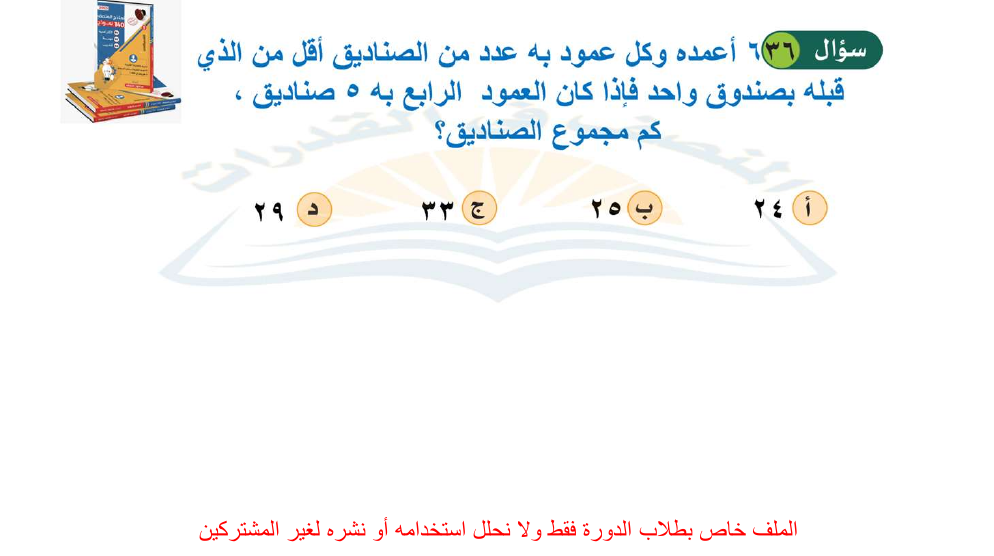 سؤال ٣٦ ٦ أعمده وكل عمود به عدد من الصناديق أقل من الذي
قبله بصندوق واحد فإذا كان العمود الرابع به ٥ صناديق ،
كم مجموع الصناديق؟
أ ٢٤ ب ٢٥ ج ٣٣ د ٢٩
الملف خاص بطلاب الدورة فقط ولا نحلل استخدامه أو نشره لغير المشتركين